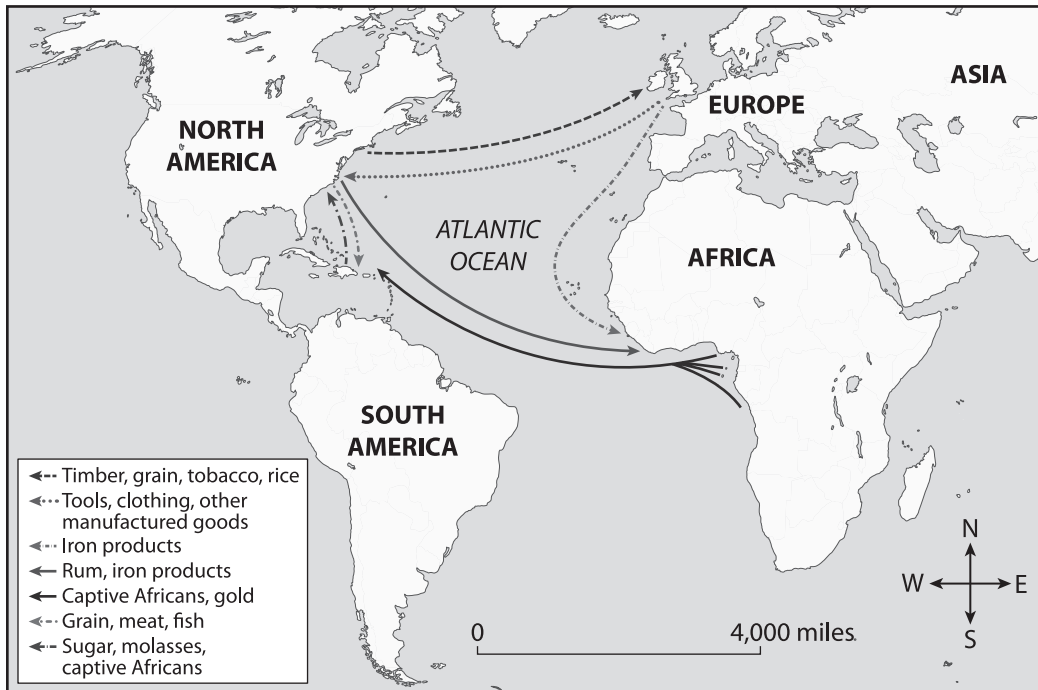 ASIA
EUROPE
NORTH
AMERICA
ATLANTIC
OCEAN
AFRICA
SOUTH
AMERICA
Timber, grain, tobacco, rice
Tools, clothing, other
manufactured goods
Iron products
Rum, iron products
Captive Africans, gold
Grain, meat, fish
Sugar, molasses,
captive Africans
0 4,000 miles
N
W E
S